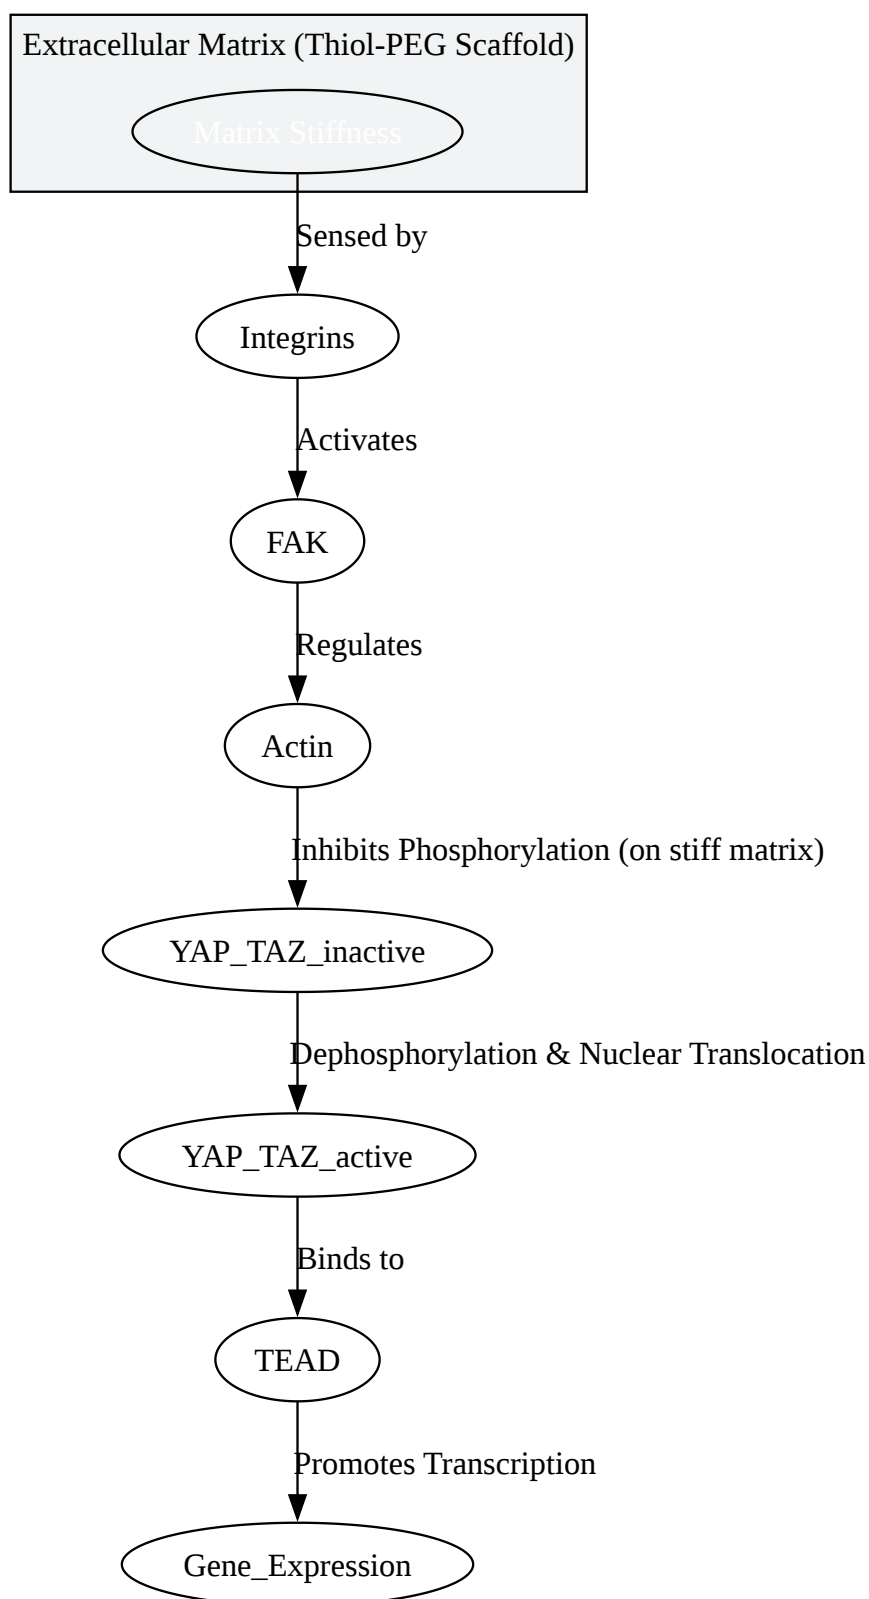 Extracellular Matrix (Thiol-PEG Scaffold)
Matrix Stiffness
Sensed by
Integrins
Activates
FAK
Regulates
Actin
Inhibits Phosphorylation (on stiff matrix)
YAP_TAZ_inactive
Dephosphorylation & Nuclear Translocation
YAP_TAZ_active
Binds to
TEAD
Promotes Transcription
Gene_Expression